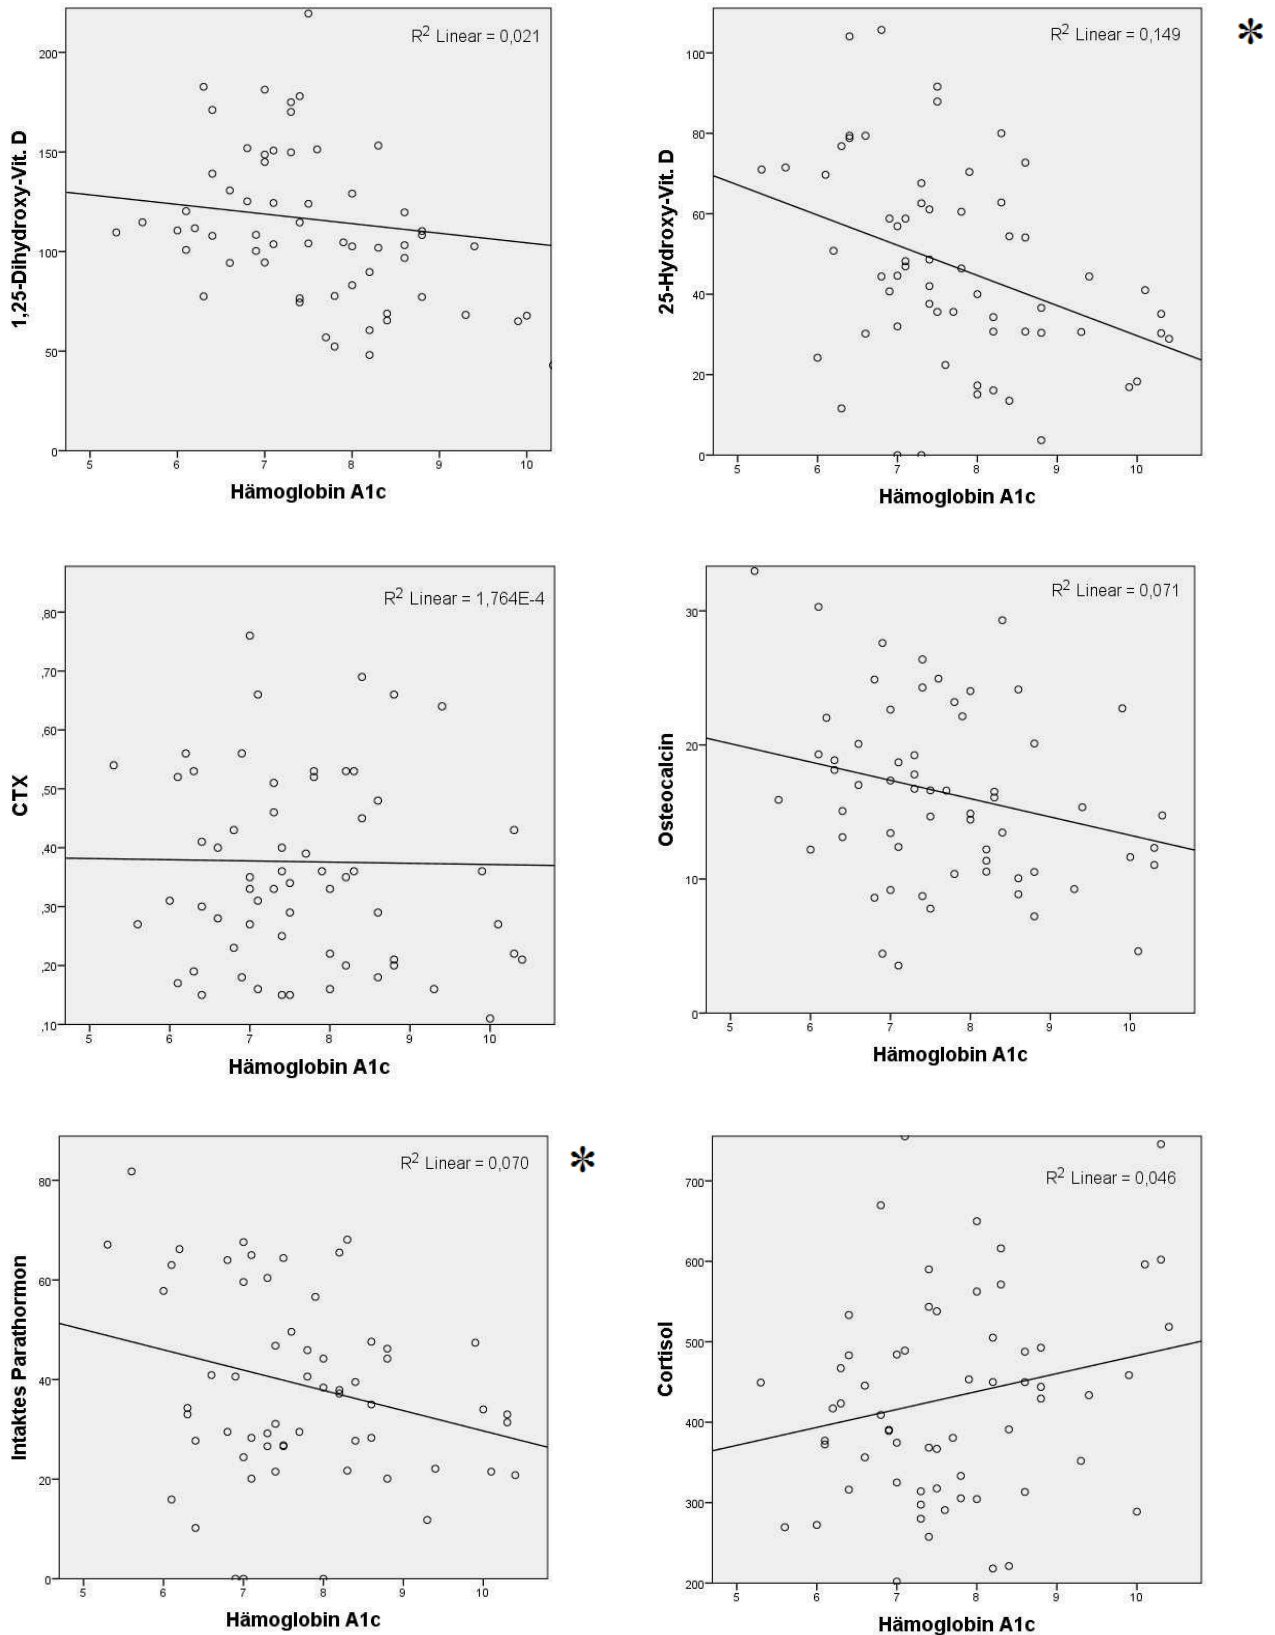 R² Linear = 0,021
200
150
100
50
0
5 6 7 8 9 10
1,25-Dihydroxy-Vit. D
Hämoglobin A1c
R² Linear = 0,149
*
100
80
60
40
20
0
5 6 7 8 9 10
25-Hydroxy-Vit. D
Hämoglobin A1c
R² Linear = 1,764E-4
,80
,70
,60
,50
,40
,30
,20
,10
5 6 7 8 9 10
CTX
Hämoglobin A1c
R² Linear = 0,071
30
20
10
0
5 6 7 8 9 10
Osteocalcin
Hämoglobin A1c
R² Linear = 0,070
*
80
60
40
20
0
5 6 7 8 9 10
Intaktes Parathormon
Hämoglobin A1c
R² Linear = 0,046
700
600
500
400
300
200
5 6 7 8 9 10
Cortisol
Hämoglobin A1c